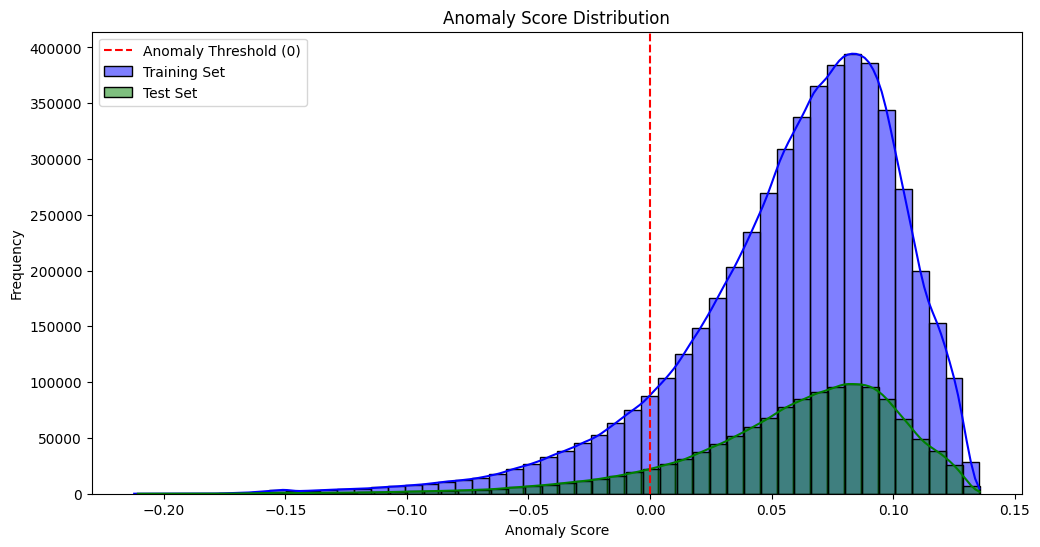 Anomaly Score Distribution
Anomaly Threshold (0)
Training Set
Test Set
Frequency
400000
350000
300000
250000
200000
150000
100000
50000
0
−0.20 −0.15 −0.10 −0.05 0.00 0.05 0.10 0.15
Anomaly Score